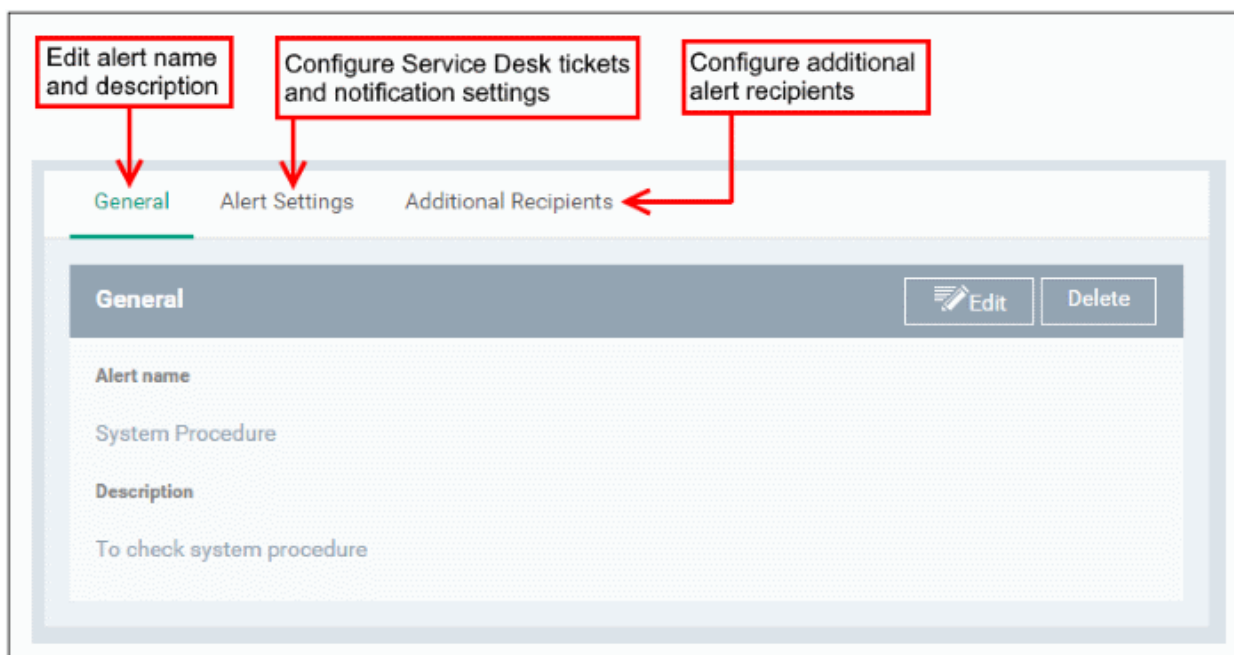 Edit alert name
and description
Configure Service Desk tickets
and notification settings
Configure additional
alert recipients
General Alert Settings Additional Recipients
General Edit Delete
Alert name
System Procedure
Description
To check system procedure